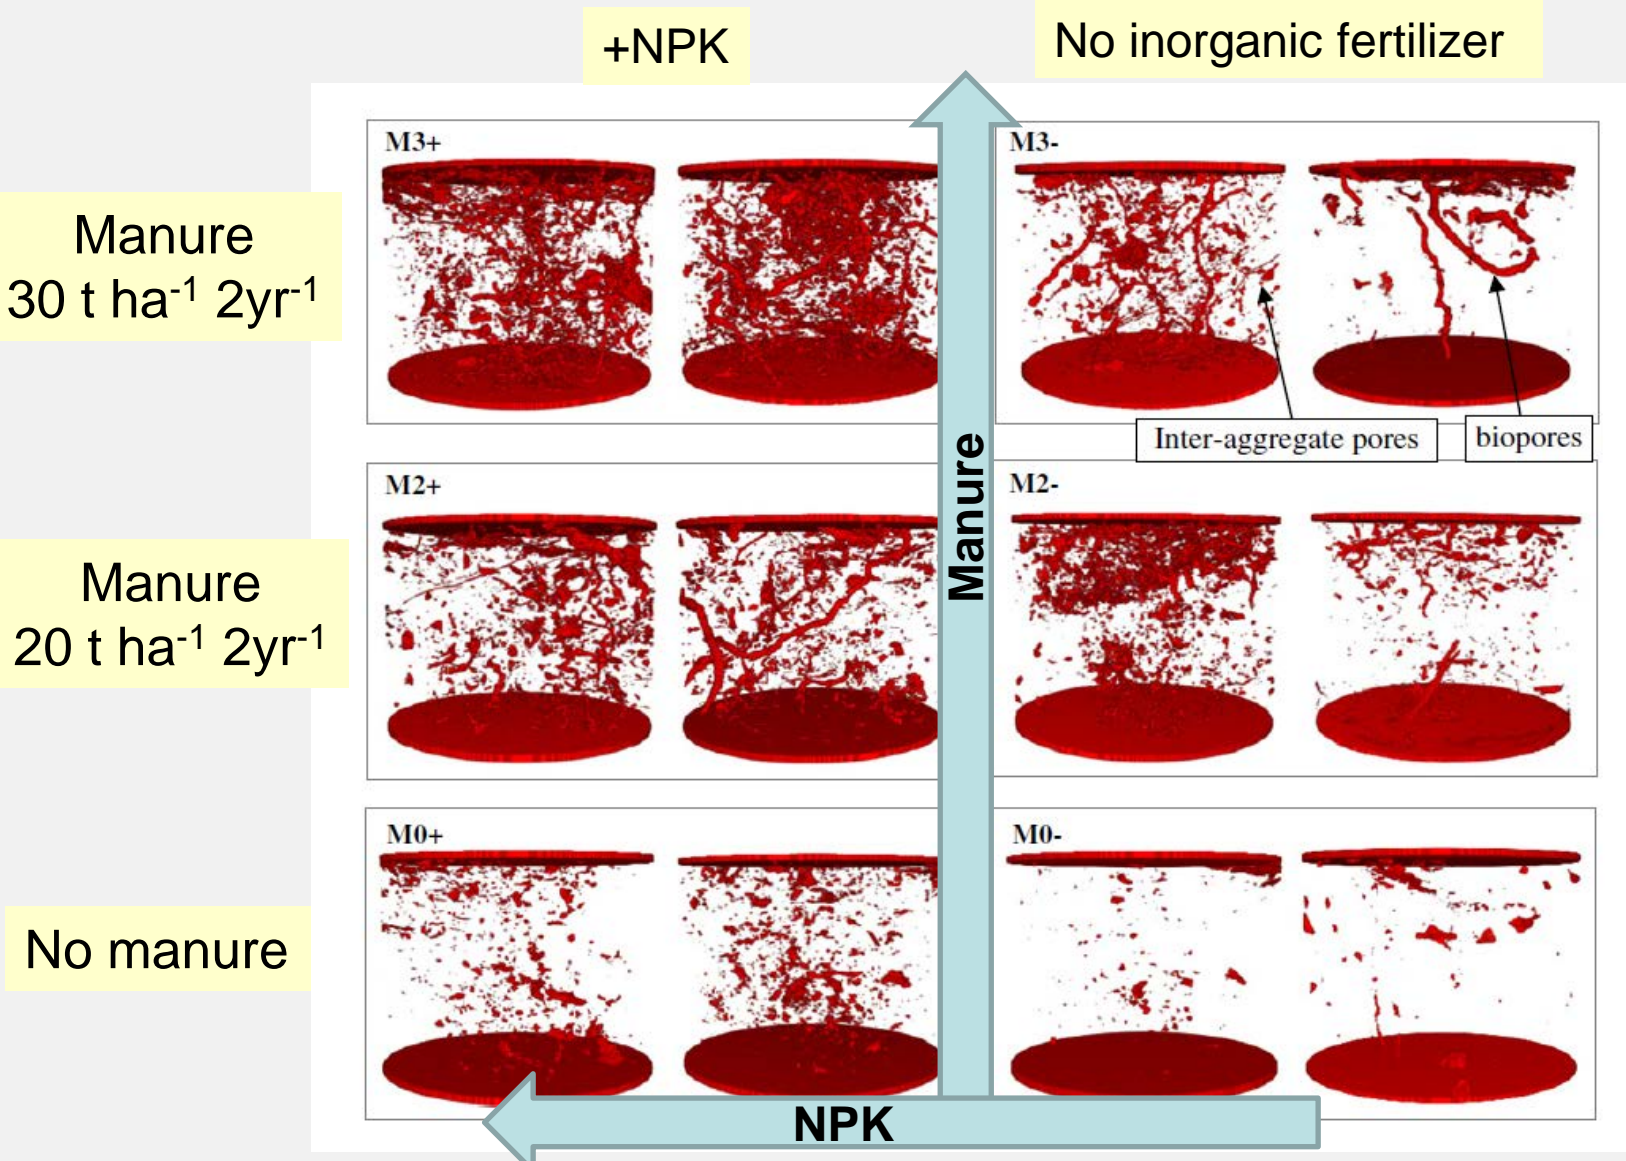 +NPK
No inorganic fertilizer
M3+
M3-
Manure
30 t ha⁻¹ 2yr⁻¹
Inter-aggregate pores
biopores
Manure
M2+
M2-
Manure
20 t ha⁻¹ 2yr⁻¹
M0+
M0-
No manure
NPK